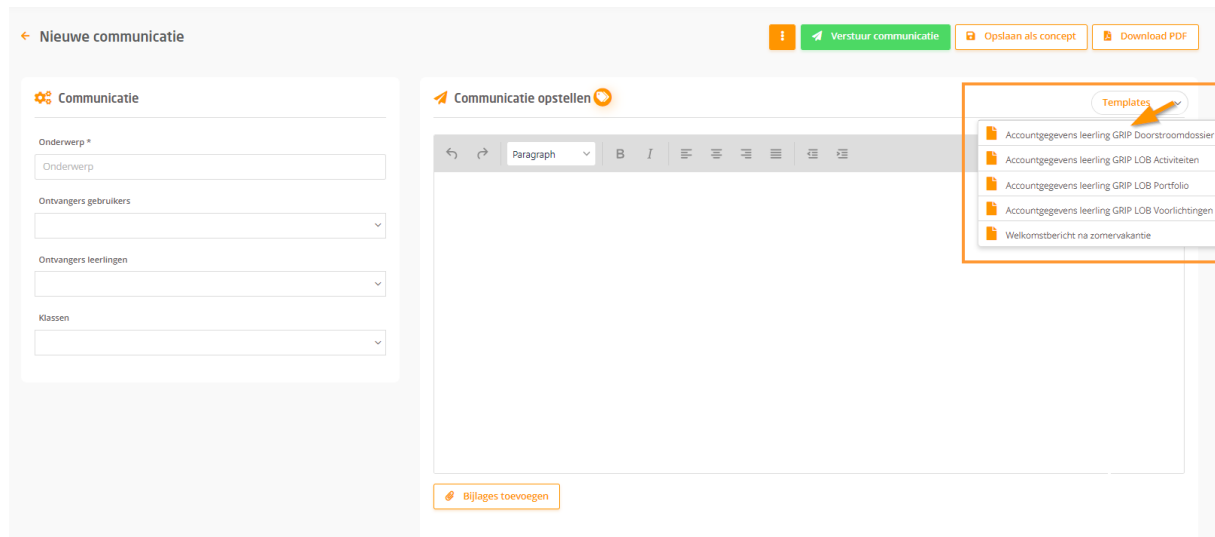 Nieuwe communicatie
Verstuur communicatie
Opslaan als concept
Download PDF
Communicatie
Onderwerp *
Onderwerp
Ontvangers gebruikers
Ontvangers leerlingen
Klassen
Communicatie opstellen
Templates
Paragraph
B
I
Accountgegevens leerling GRIP Doorstroomdossier
Accountgegevens leerling GRIP LOB Activiteiten
Accountgegevens leerling GRIP LOB Portfolio
Accountgegevens leerling GRIP LOB Voorlichtingen
Welkomstbericht na zomervakantie
Bijlages toevoegen